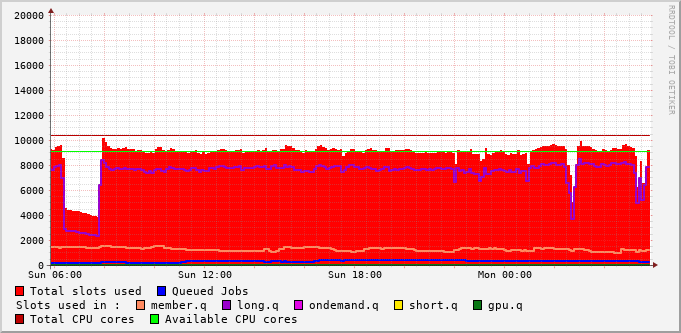 RRDTOOL / TOBI OETIKER
20000
18000
16000
14000
12000
10000
8000
6000
4000
2000
0
Sun 06:00 Sun 12:00 Sun 18:00 Mon 00:00
Total slots used Queued Jobs
Slots used in : member.q long.q ondemand.q short.q gpu.q
Total CPU cores Available CPU cores